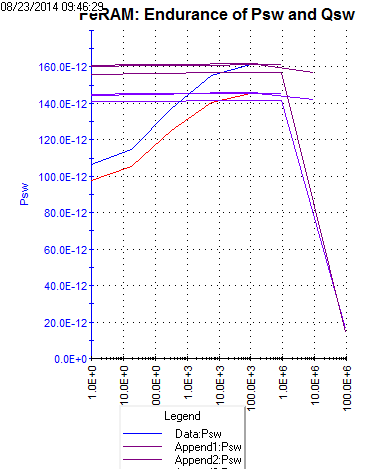 08/23/2014 09:46:29
FeRAM: Endurance of Psw and Qsw
160.0E-12
140.0E-12
120.0E-12
100.0E-12
80.0E-12
60.0E-12
40.0E-12
20.0E-12
0.0E+0
Psw
1.0E+0
10.0E+0
100.0E+0
1.0E+3
10.0E+3
100.0E+3
1.0E+6
10.0E+6
100.0E+6
Legend
Data:Psw
Append1:Psw
Append2:Psw